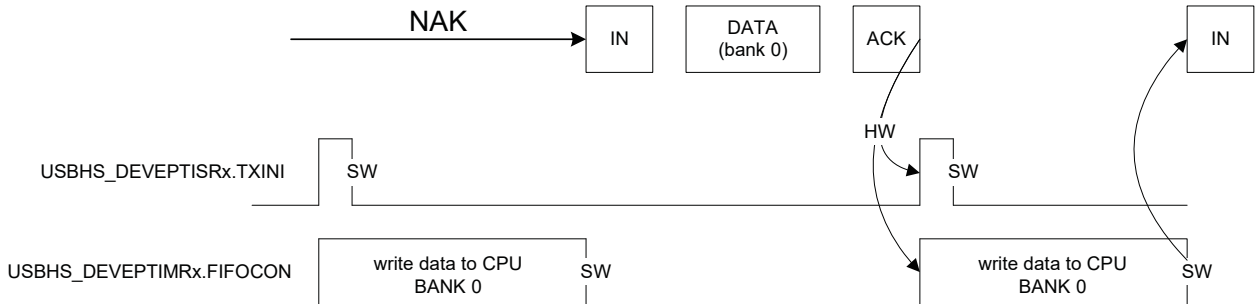 NAK
IN
DATA
(bank 0)
ACK
IN
HW
USBHS_DEVEPTISRx.TXINI
SW
SW
USBHS_DEVEPTIMRx.FIFOCON
write data to CPU
BANK 0
SW
write data to CPU
BANK 0
SW